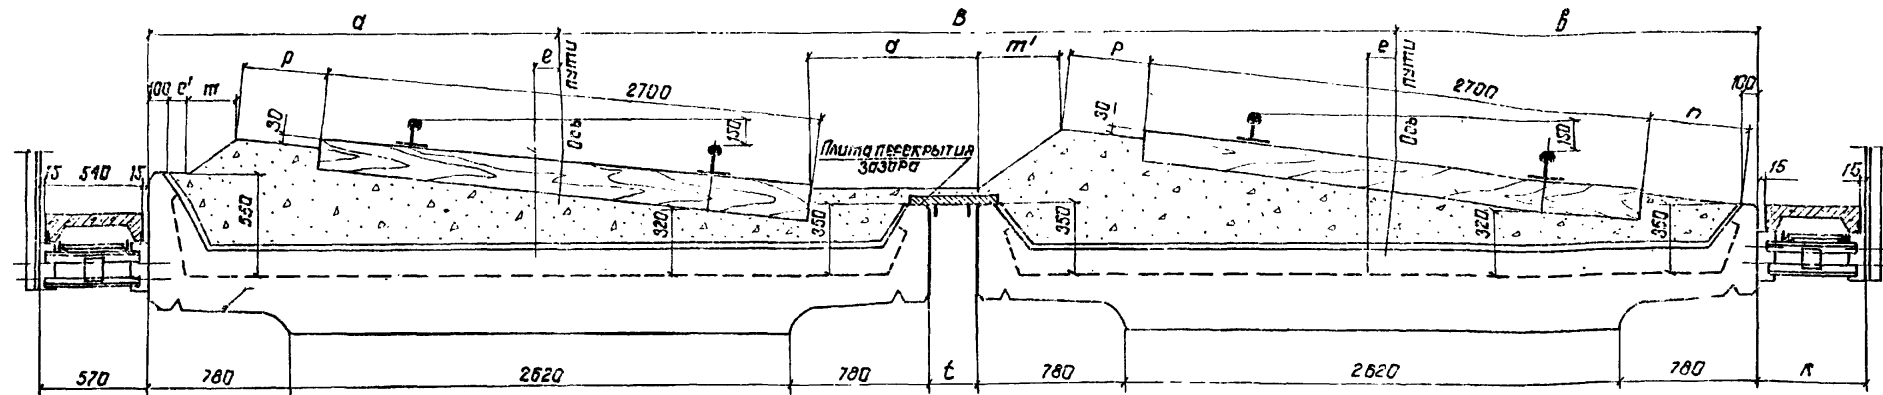 а
В
в
р
е
Ось пути
а
m'
р
е
Ось пути
100
е'
m
2700
2700
100
30
150
30
150
n
Плита перекрытия
зазора
15
540
15
15
15
550
320
350
350
320
350
570
780
2620
780
t
780
2620
780
к